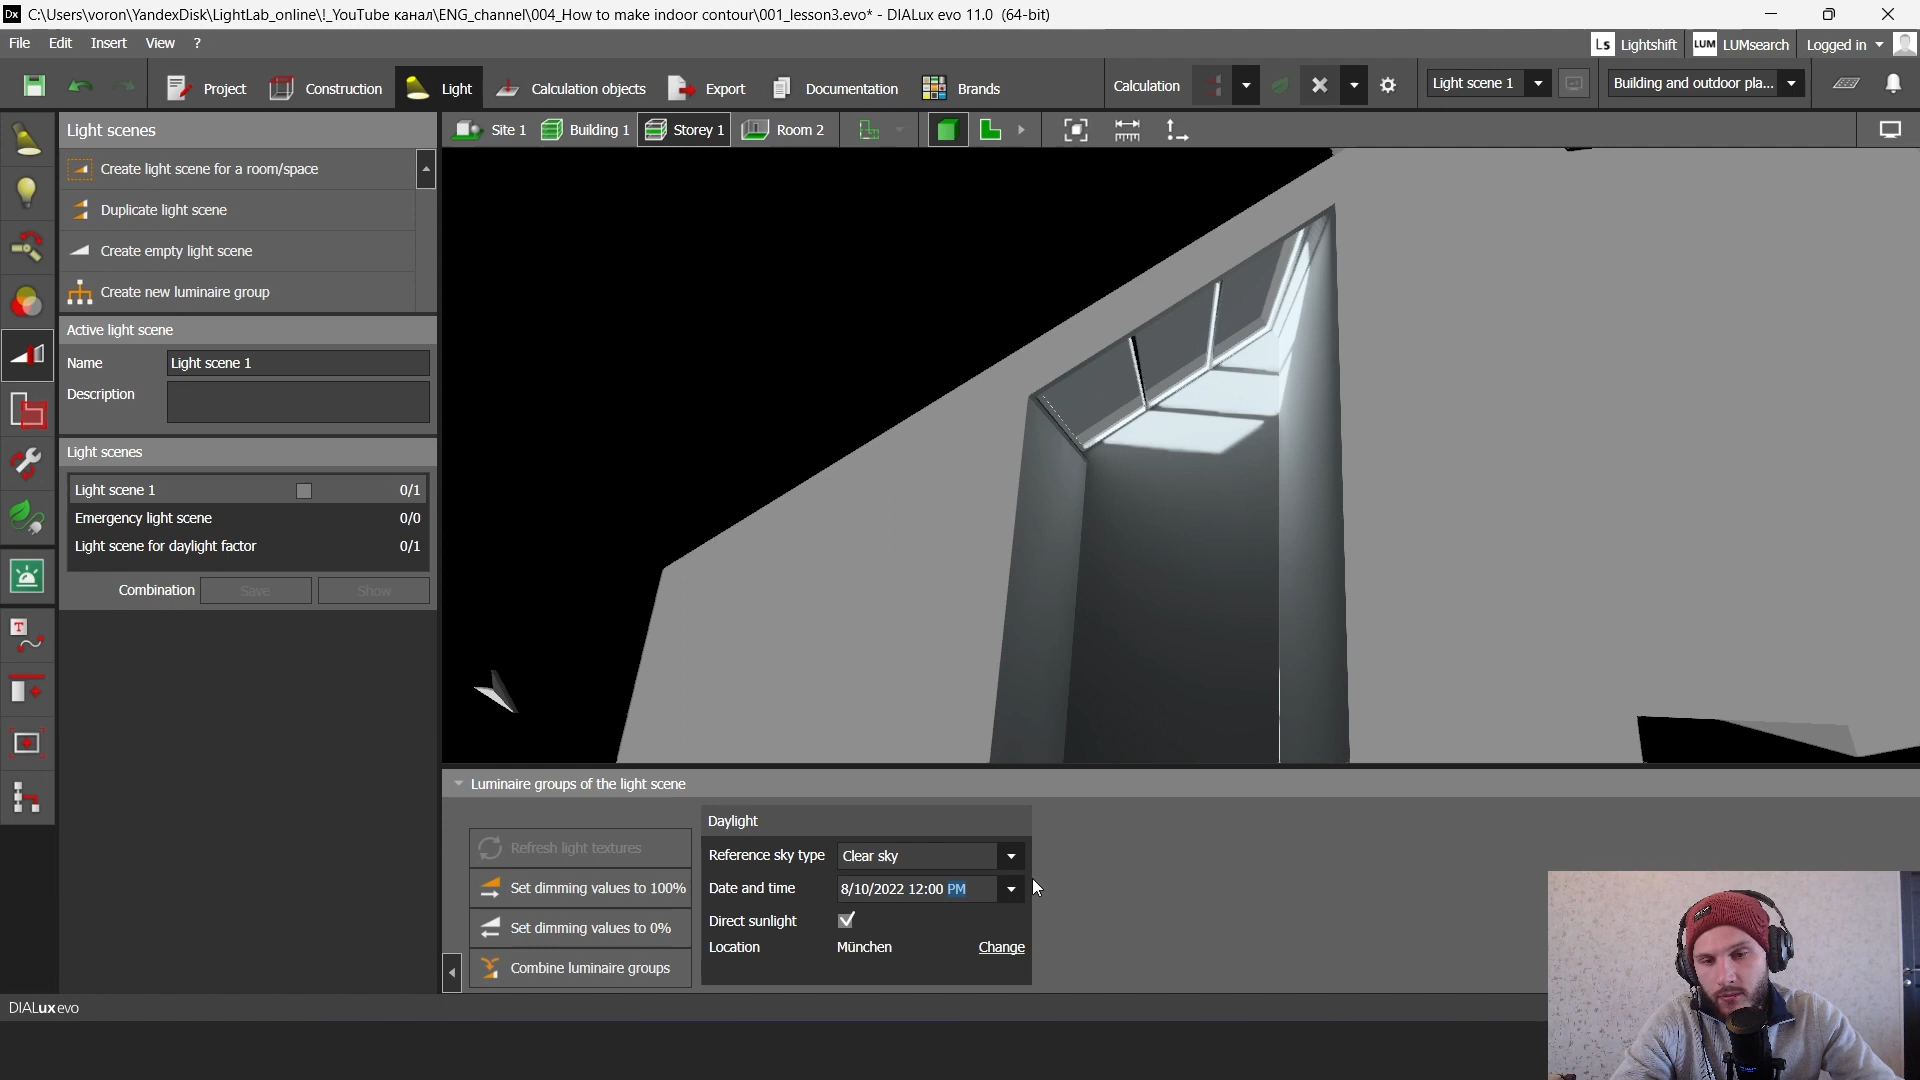 Dx C:\Users\voron\YandexDisk\LightLab_online\!_YouTube канал\ENG_channel\004_How to make indoor contour\001_lesson3.evo* - DIALux evo 11.0 (64-bit)
File Edit Insert View ? Ls Lightshift LUM LUMsearch Logged in
Project Construction Light Calculation objects Export Documentation Brands Calculation Light scene 1 Building and outdoor pla...
Light scenes
Site 1 Building 1 Storey 1 Room 2
Create light scene for a room/space
Duplicate light scene
Create empty light scene
Create new luminaire group
Active light scene
Name Light scene 1
Description
Light scenes
Light scene 1 0/1
Emergency light scene 0/0
Light scene for daylight factor 0/1
Combination Save Show
T
Luminaire groups of the light scene
Refresh light textures
Set dimming values to 100%
Set dimming values to 0%
Combine luminaire groups
Daylight
Reference sky type Clear sky
Date and time 8/10/2022 12:00 PM
Direct sunlight
Location München Change
DIALux evo